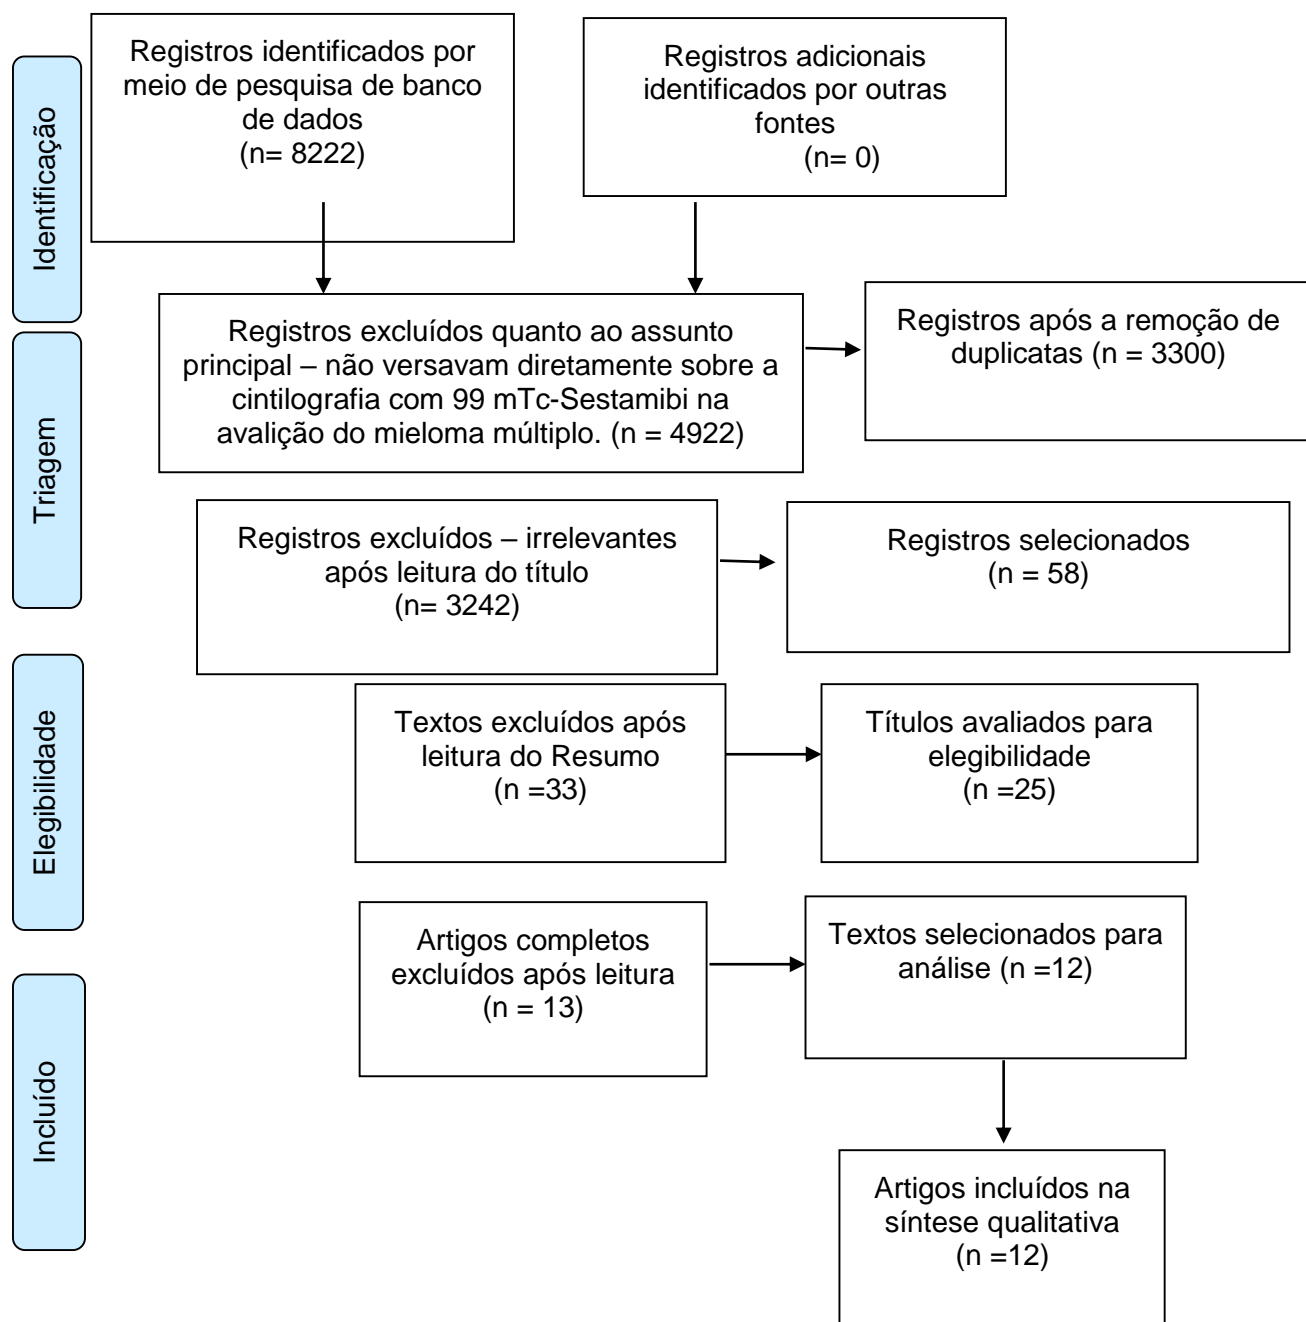 Identificação
Registros identificados por
meio de pesquisa de banco
de dados
(n= 8222)
Registros adicionais
identificados por outras
fontes
(n= 0)
Triagem
Registros excluídos quanto ao assunto
principal – não versavam diretamente sobre a
cintilografia com 99 mTc-Sestamibi na
avalição do mieloma múltiplo. (n = 4922)
Registros após a remoção de
duplicatas (n = 3300)
Registros excluídos – irrelevantes
após leitura do título
(n= 3242)
Registros selecionados
(n = 58)
Elegibilidade
Textos excluídos após
leitura do Resumo
(n =33)
Títulos avaliados para
elegibilidade
(n =25)
Artigos completos
excluídos após leitura
(n = 13)
Textos selecionados para
análise (n =12)
Incluído
Artigos incluídos na
síntese qualitativa
(n =12)